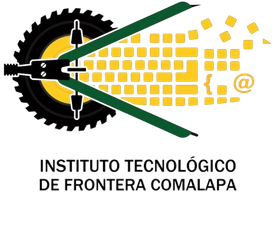 { @
INSTITUTO TECNOLÓGICO
DE FRONTERA COMALAPA